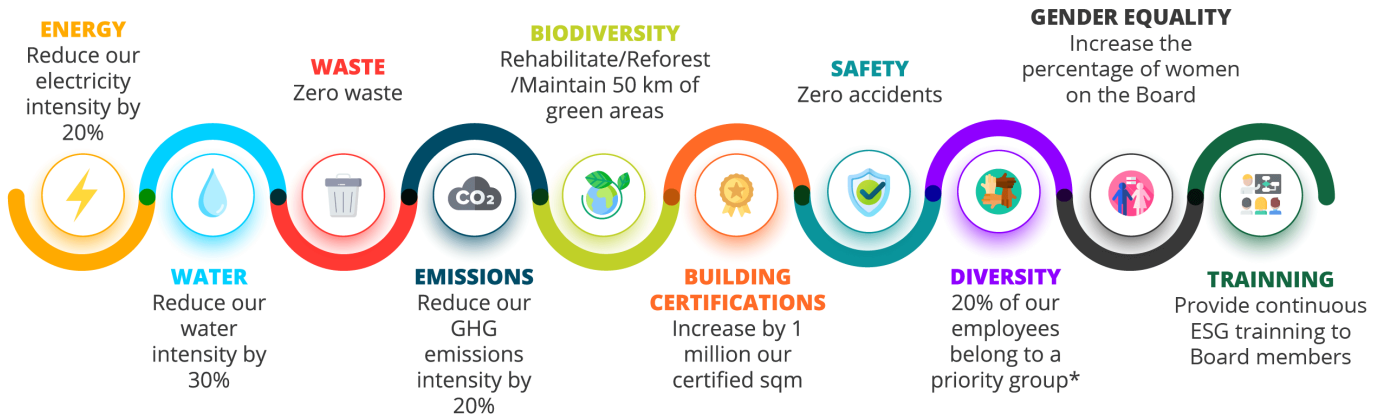 ENERGY
Reduce our
electricity
intensity by
20%
WATER
Reduce our
water
intensity by
30%
WASTE
Zero waste
EMISSIONS
Reduce our
GHG
emissions
intensity by
20%
CO₂
BIODIVERSITY
Rehabilitate/Reforest
/Maintain 50 km of
green areas
BUILDING
CERTIFICATIONS
Increase by 1
million our
certified sqm
SAFETY
Zero accidents
DIVERSITY
20% of our
employees
belong to a
priority group*
GENDER EQUALITY
Increase the
percentage of women
on the Board
TRAINNING
Provide continuous
ESG trainning to
Board members